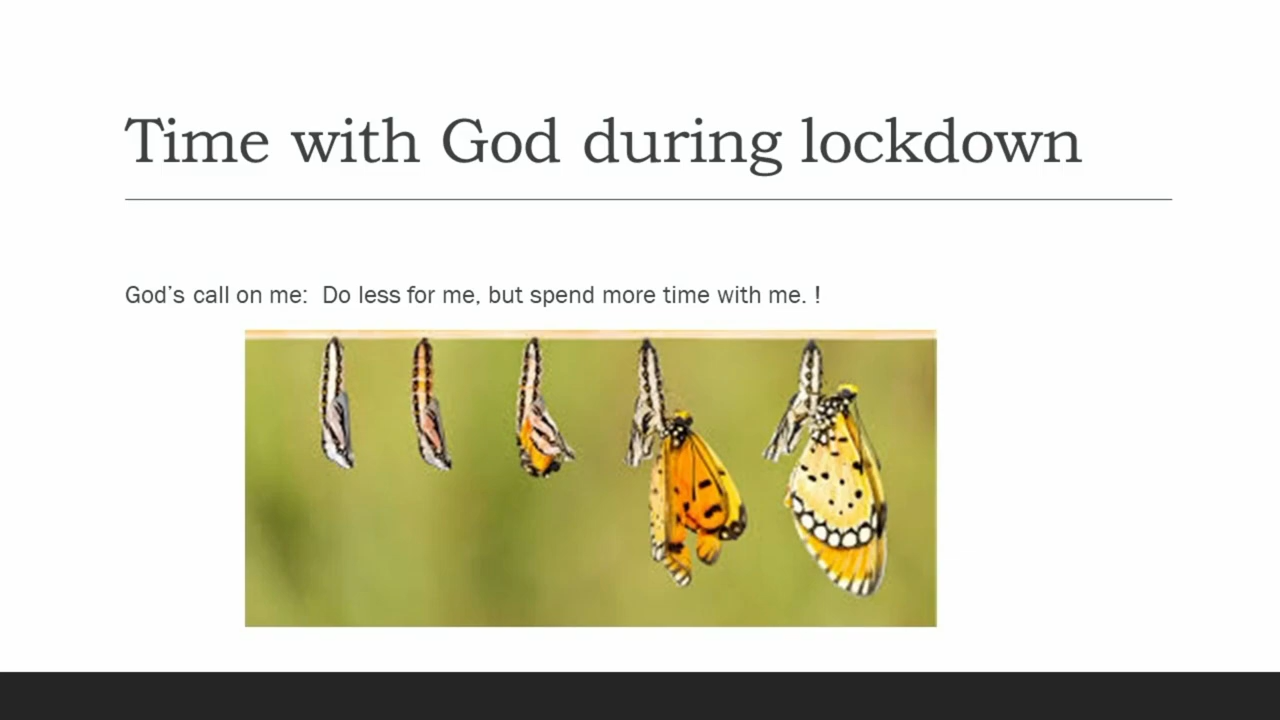 Time with God during lockdown
God’s call on me:  Do less for me, but spend more time with me. !